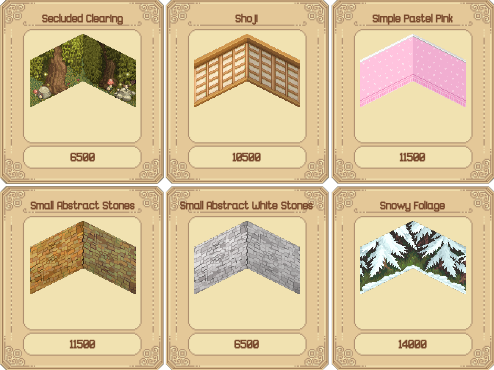 Secluded Clearing
6500
Shoji
10500
Simple Pastel Pink
11500
Small Abstract Stones
11500
Small Abstract White Stones
6500
Snowy Foliage
14000